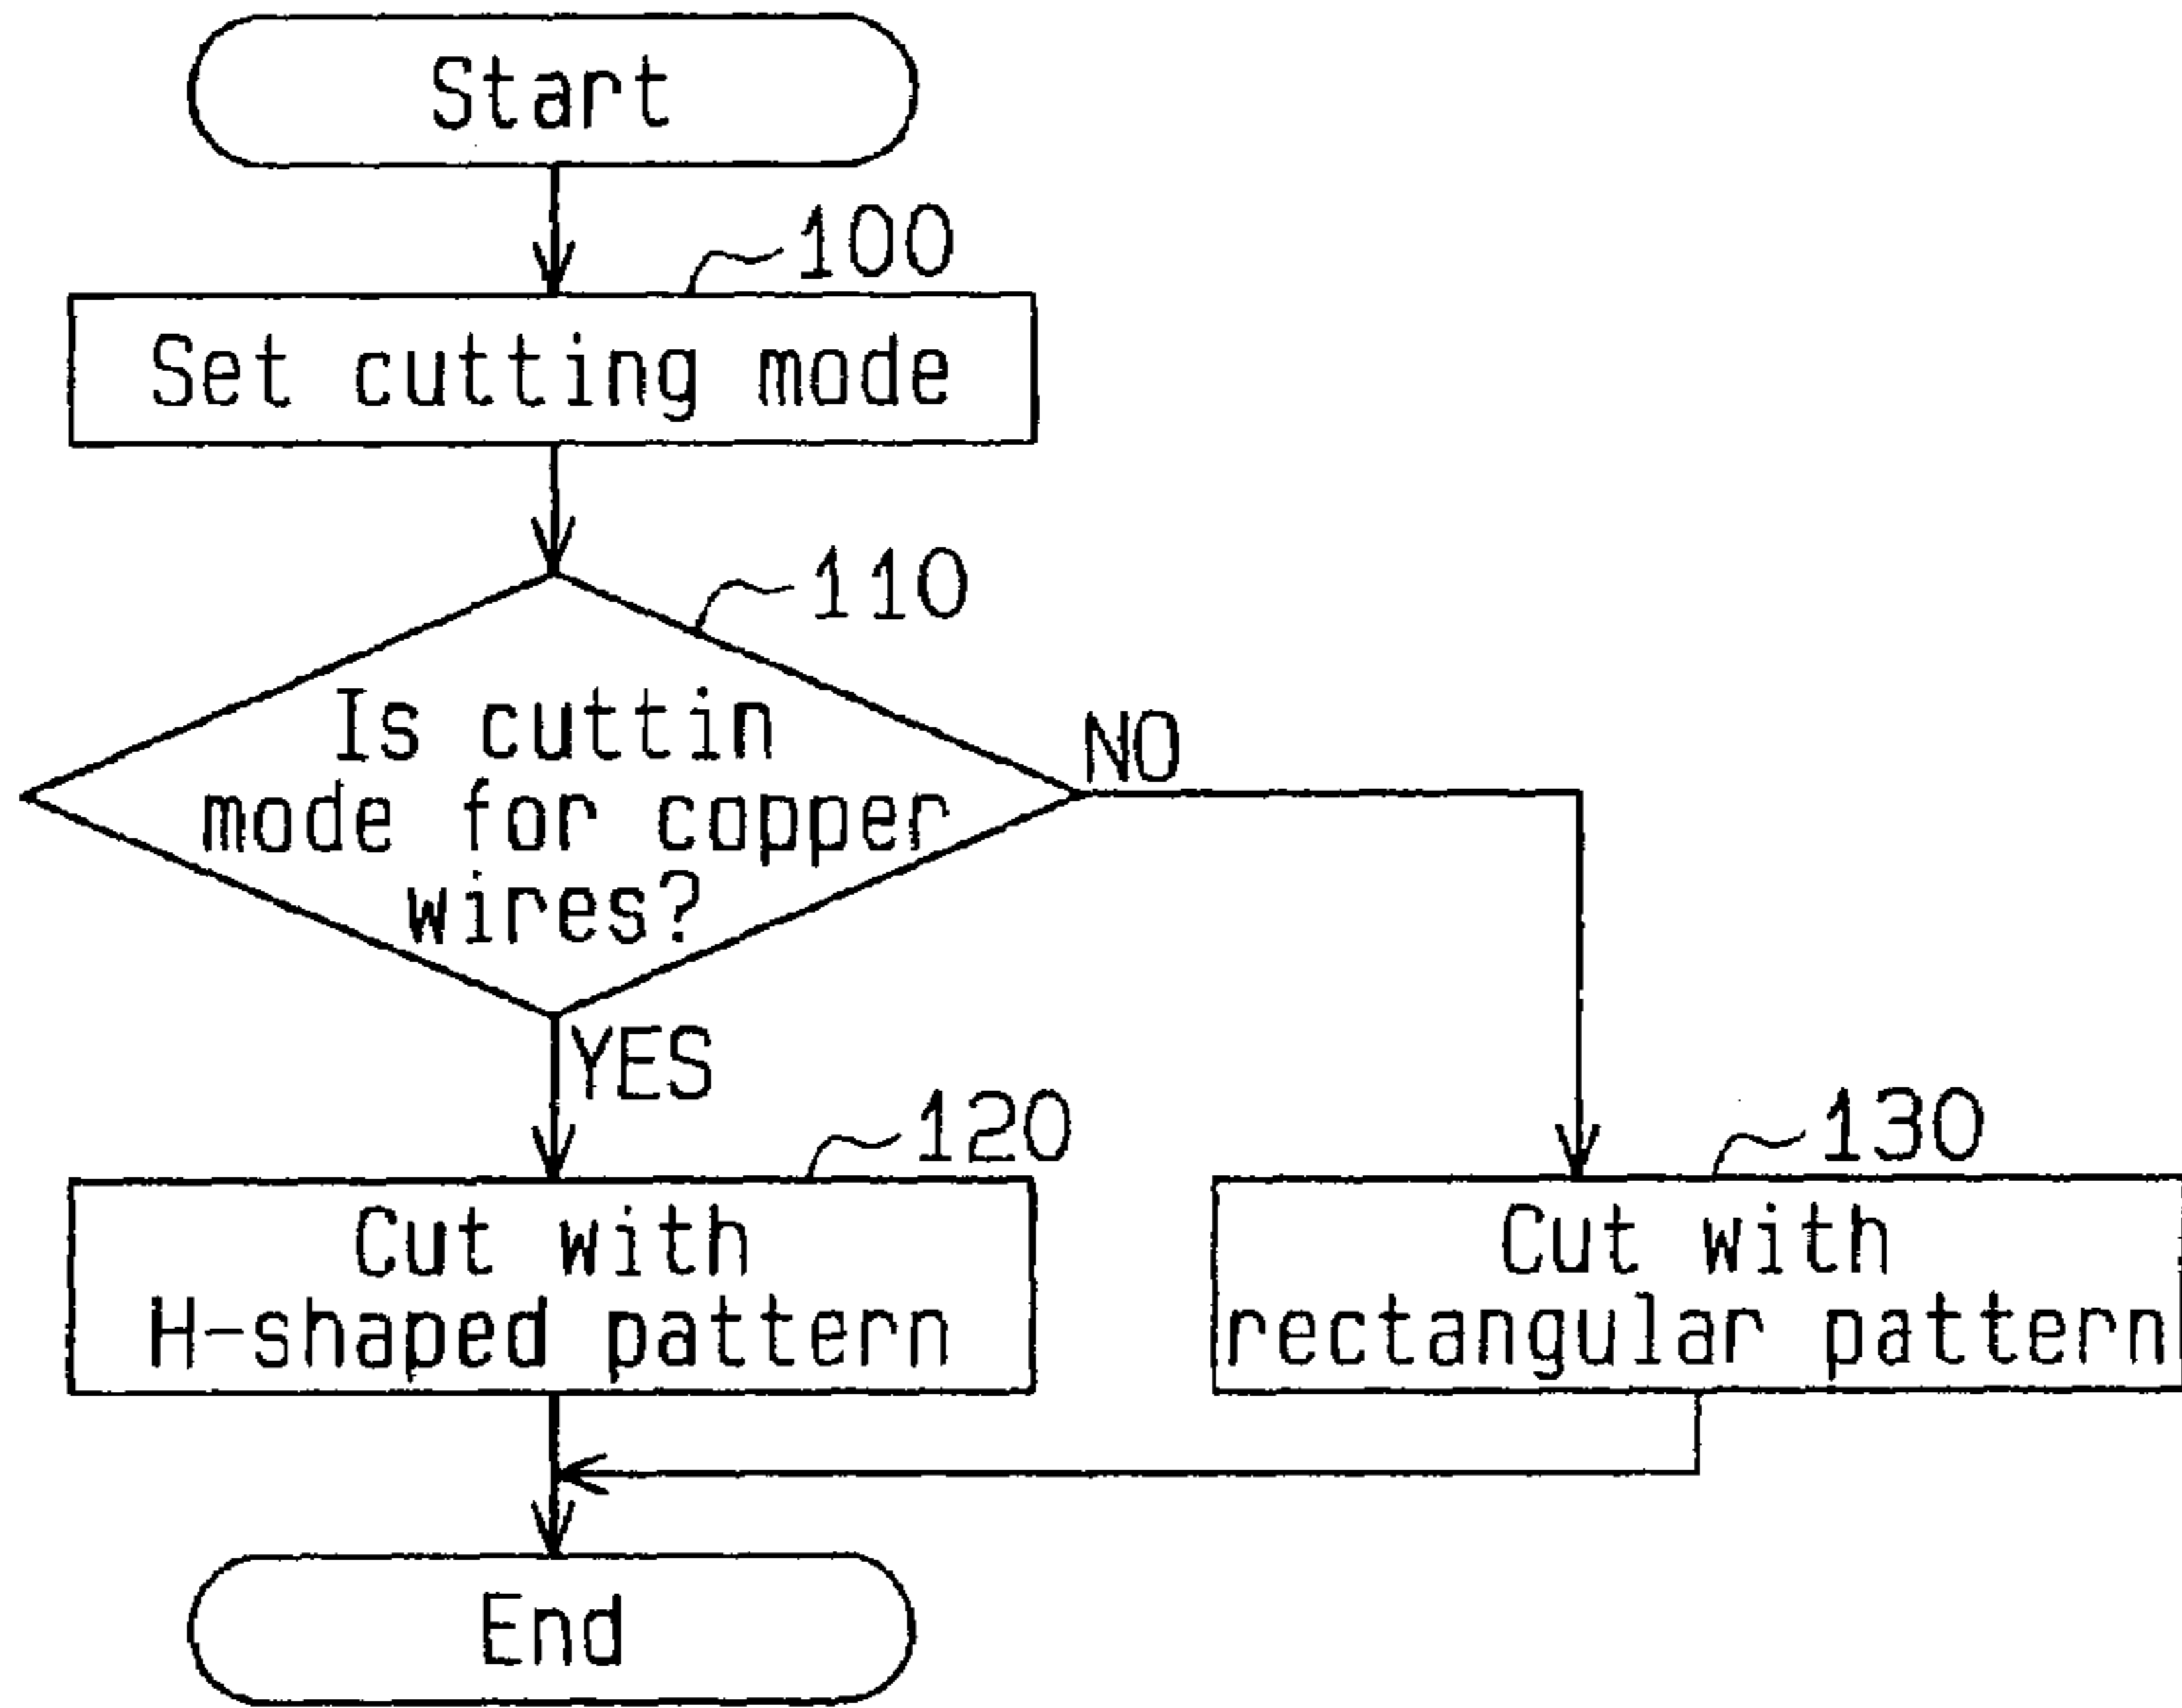 Start
100
Set cutting mode
110
Is cuttin
mode for copper
wires?
NO
YES
120
Cut with
H-shaped pattern
130
Cut with
rectangular pattern
End